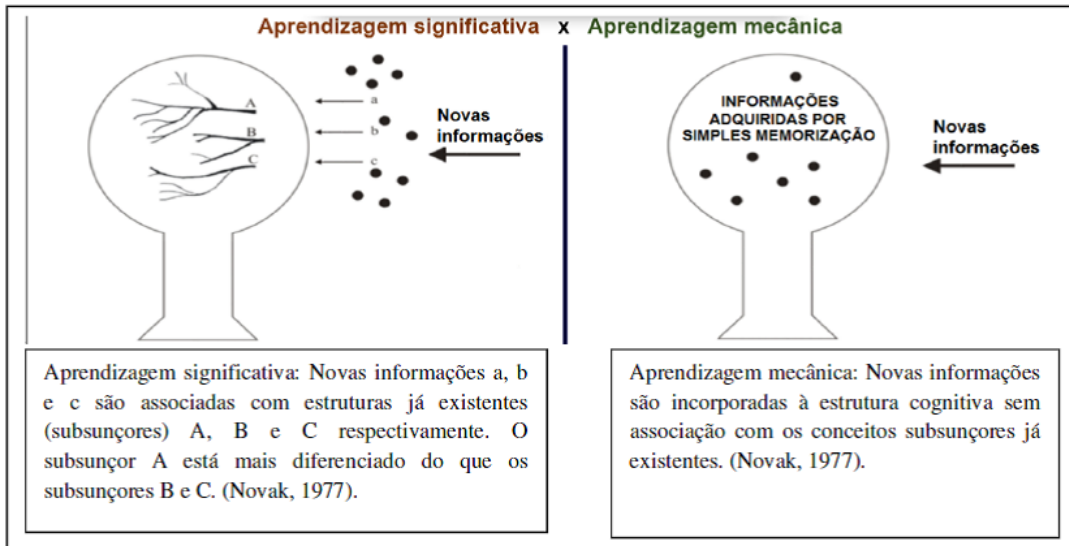 Aprendizagem significativa x Aprendizagem mecânica
A
B
C
a
b
c
Novas
informações
INFORMAÇÕES
ADQUIRIDAS POR
SIMPLES MEMORIZAÇÃO
Novas
informações
Aprendizagem significativa: Novas informações a, b
e c são associadas com estruturas já existentes
(subsunçores) A, B e C respectivamente. O
subsunçor A está mais diferenciado do que os
subsunçores B e C. (Novak, 1977).
Aprendizagem mecânica: Novas informações
são incorporadas à estrutura cognitiva sem
associação com os conceitos subsunçores já
existentes. (Novak, 1977).